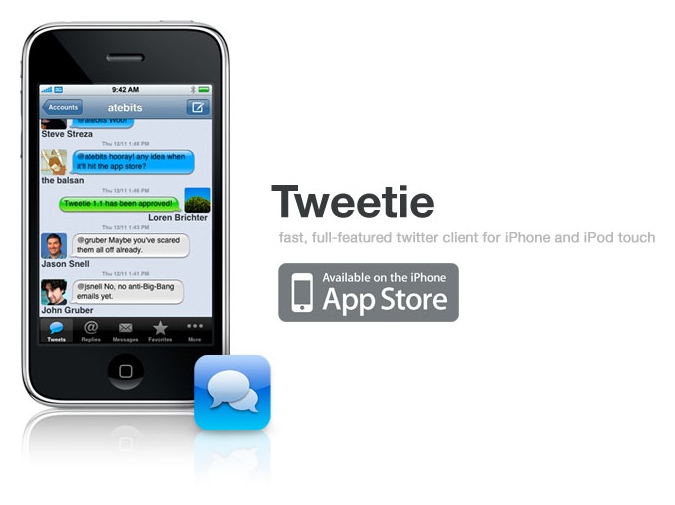 9:42 AM
Accounts
atebits
@atebits Woo!
Steve Streza
Thu 12/11 1:46 PM
@atebits hooray! any idea when
it'll hit the app store?
the balsan
Thu 12/11 1:46 PM
Tweetie 1.1 has been approved!
Loren Brichter
Thu 12/11 1:43 PM
@gruber Maybe you've scared
them all off already.
Jason Snell
Thu 12/11 1:41 PM
@jsnell No, no anti-Big-Bang
emails yet.
John Gruber
Tweets
Replies
Messages
Favorites
More
Tweetie
fast, full-featured twitter client for iPhone and iPod touch
Available on the iPhone
App Store